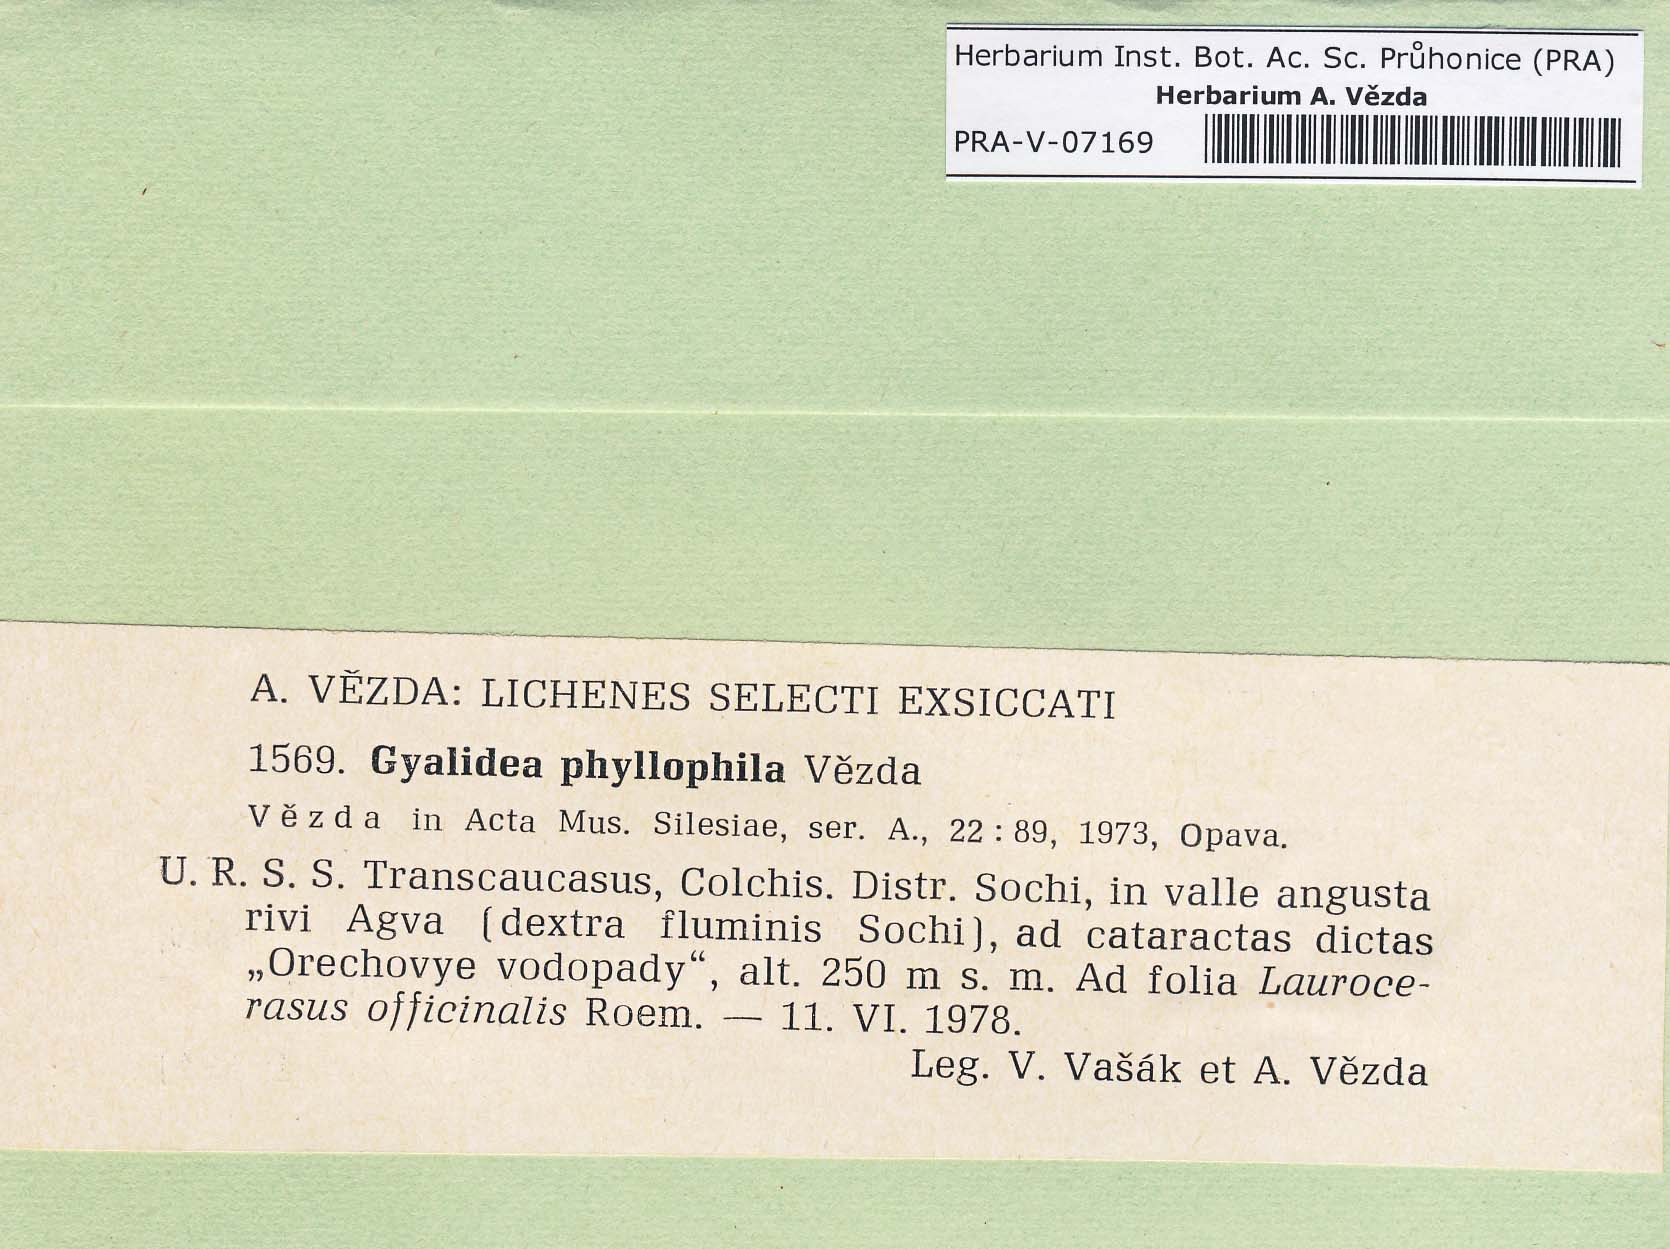 Herbarium Inst. Bot. Ac. Sc. Průhonice (PRA)
Herbarium A. Vězda
PRA-V-07169
A. VĚZDA: LICHENES SELECTI EXSICCATI
1569. Gyalidea phyllophila Vězda
Vězda in Acta Mus. Silesiae, ser. A., 22 : 89, 1973, Opava.
U. R. S. S. Transcaucasus, Colchis. Distr. Sochi, in valle angusta
rivi Agva (dextra fluminis Sochi), ad cataractas dictas
„Orechovye vodopady“, alt. 250 m s. m. Ad folia Lauroce-
rasus officinalis Roem. — 11. VI. 1978.
Leg. V. Vašák et A. Vězda